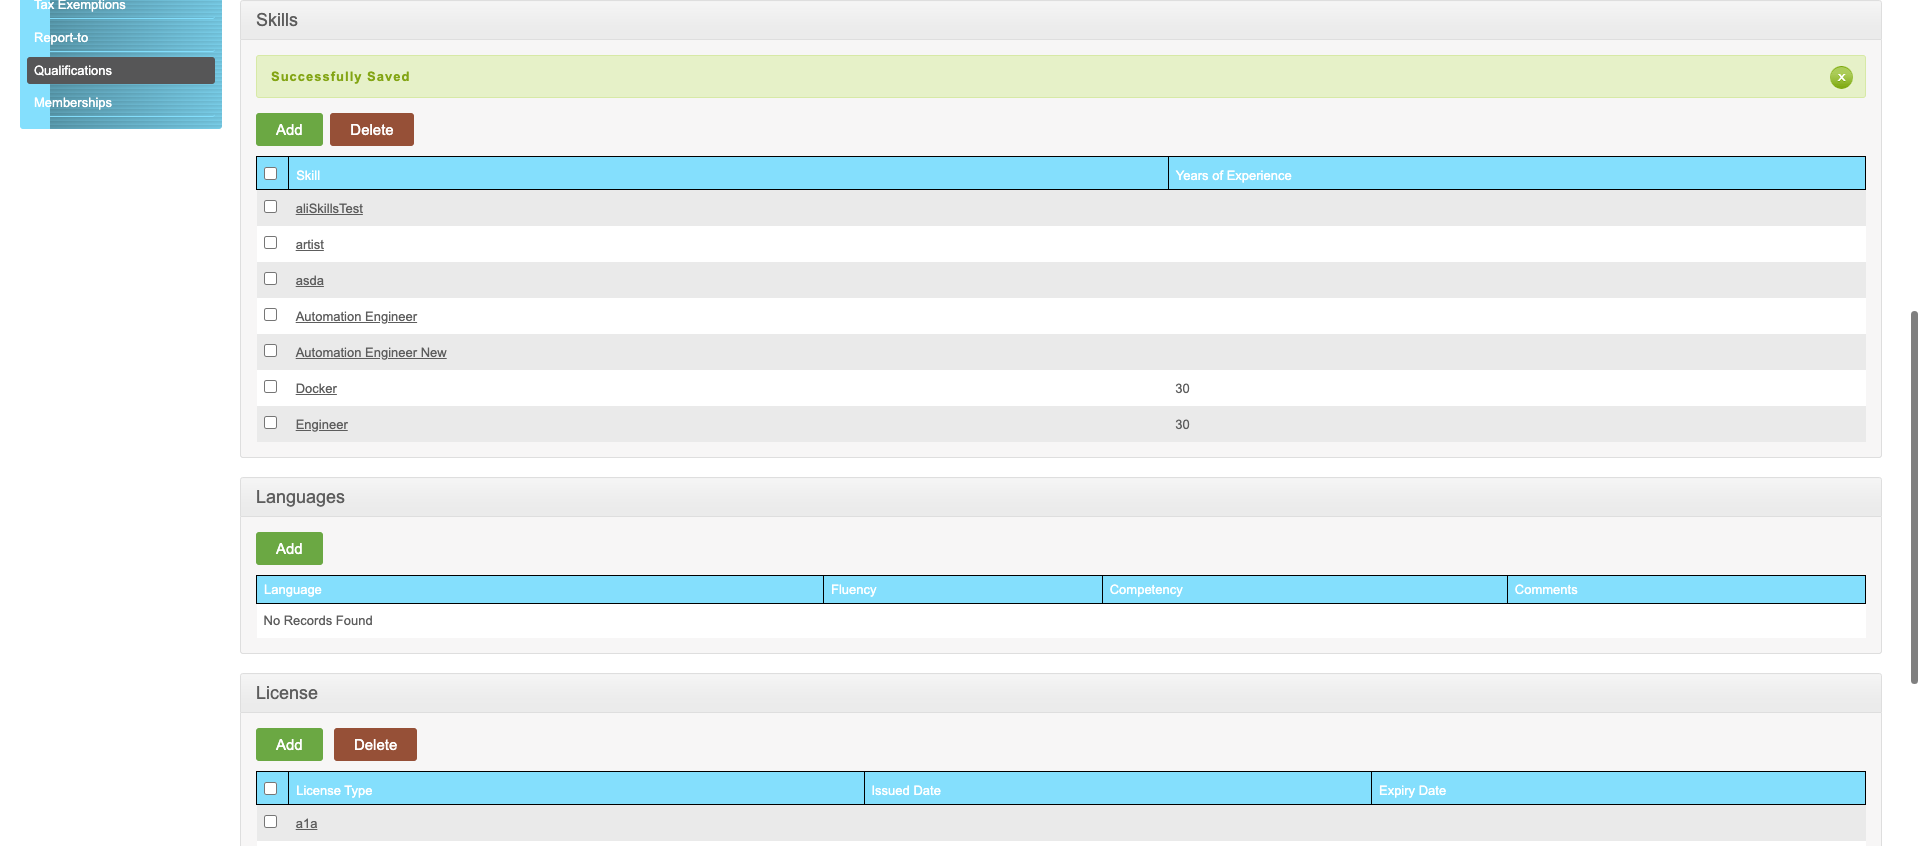 Tax Exemptions
Report-to
Qualifications
Memberships
Skills
Successfully Saved
x
Add Delete
Skill Years of Experience
aliSkillsTest
artist
asda
Automation Engineer
Automation Engineer New
Docker 30
Engineer 30
Languages
Add
Language Fluency Competency Comments
No Records Found
License
Add Delete
License Type Issued Date Expiry Date
a1a